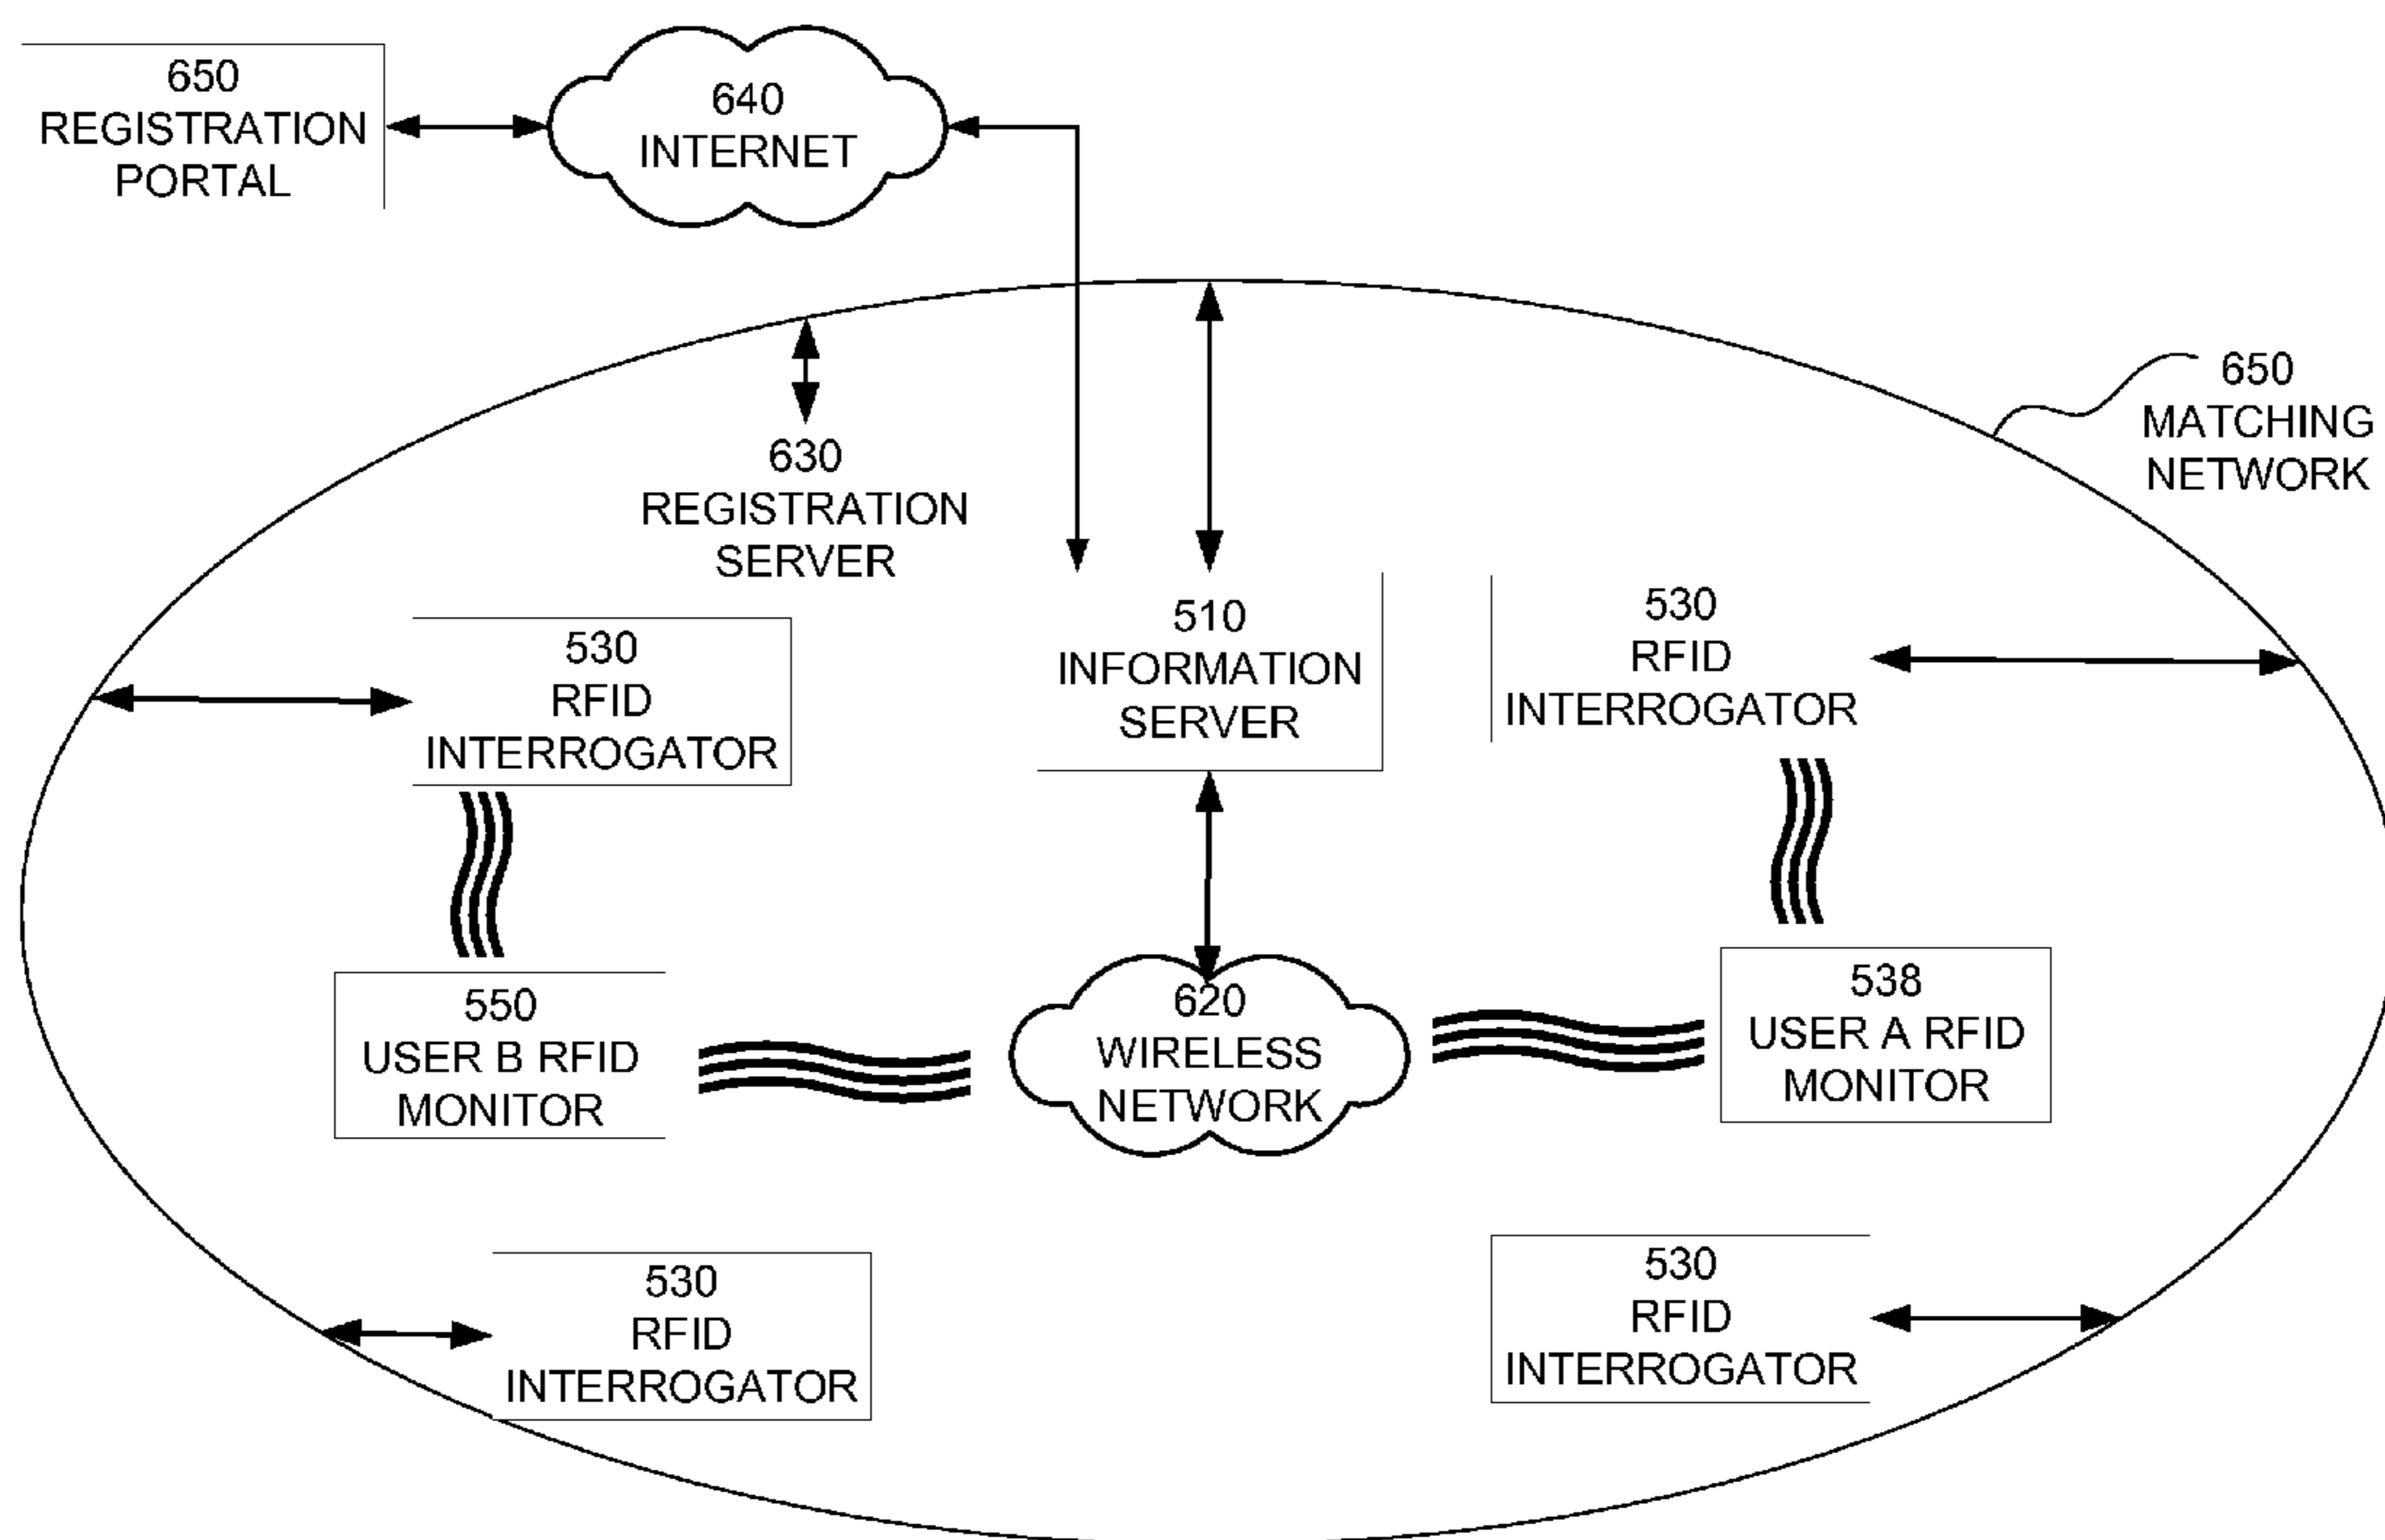 650
REGISTRATION
PORTAL
640
INTERNET
650
MATCHING
NETWORK
630
REGISTRATION
SERVER
530
RFID
INTERROGATOR
510
INFORMATION
SERVER
530
RFID
INTERROGATOR
550
USER B RFID
MONITOR
620
WIRELESS
NETWORK
538
USER A RFID
MONITOR
530
RFID
INTERROGATOR
530
RFID
INTERROGATOR